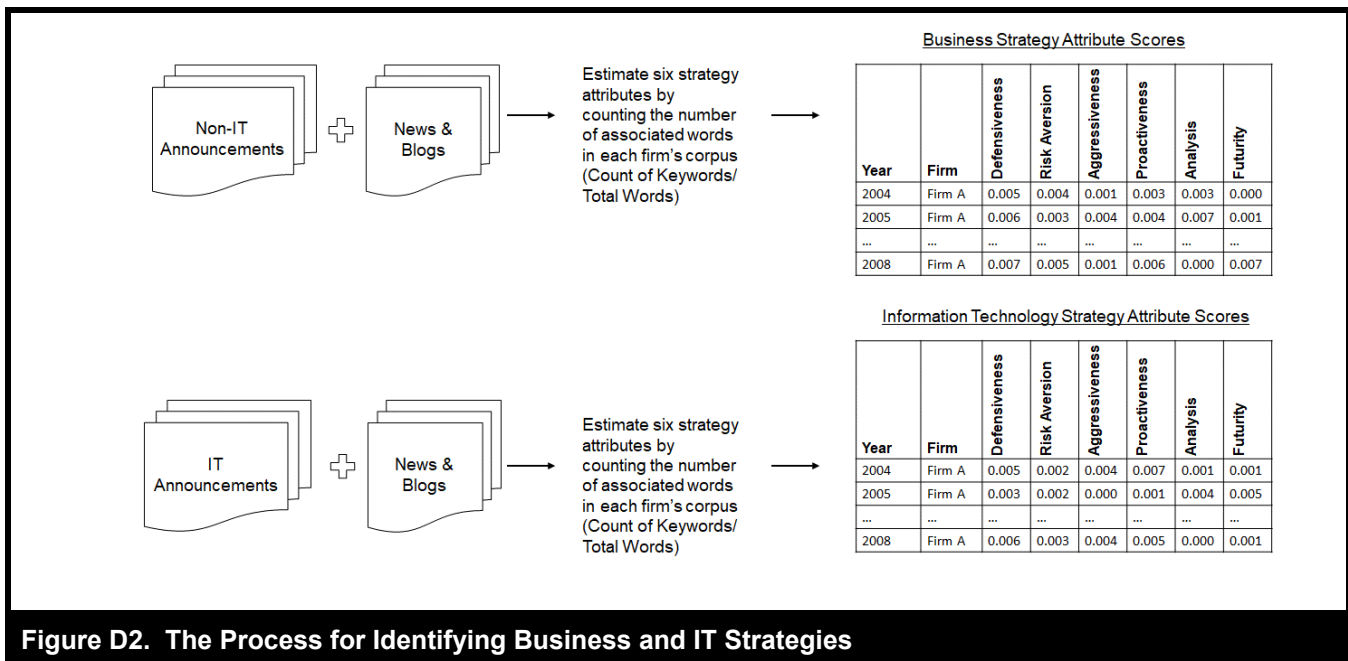 Business Strategy Attribute Scores
Non-IT
Announcements
News &
Blogs
Estimate six strategy
attributes by
counting the number
of associated words
in each firm's corpus
(Count of Keywords/
Total Words)
Year Firm Defensiveness Risk Aversion Aggressiveness Proactiveness Analysis Futurity
2004 Firm A 0.005 0.004 0.001 0.003 0.003 0.000
2005 Firm A 0.006 0.003 0.004 0.004 0.007 0.001
... ... ... ... ... ... ... ...
2008 Firm A 0.007 0.005 0.001 0.006 0.000 0.007
Information Technology Strategy Attribute Scores
IT
Announcements
News &
Blogs
Estimate six strategy
attributes by
counting the number
of associated words
in each firm's corpus
(Count of Keywords/
Total Words)
Year Firm Defensiveness Risk Aversion Aggressiveness Proactiveness Analysis Futurity
2004 Firm A 0.005 0.002 0.004 0.007 0.001 0.001
2005 Firm A 0.003 0.002 0.000 0.001 0.004 0.005
... ... ... ... ... ... ... ...
2008 Firm A 0.006 0.003 0.004 0.005 0.000 0.001
Figure D2. The Process for Identifying Business and IT Strategies